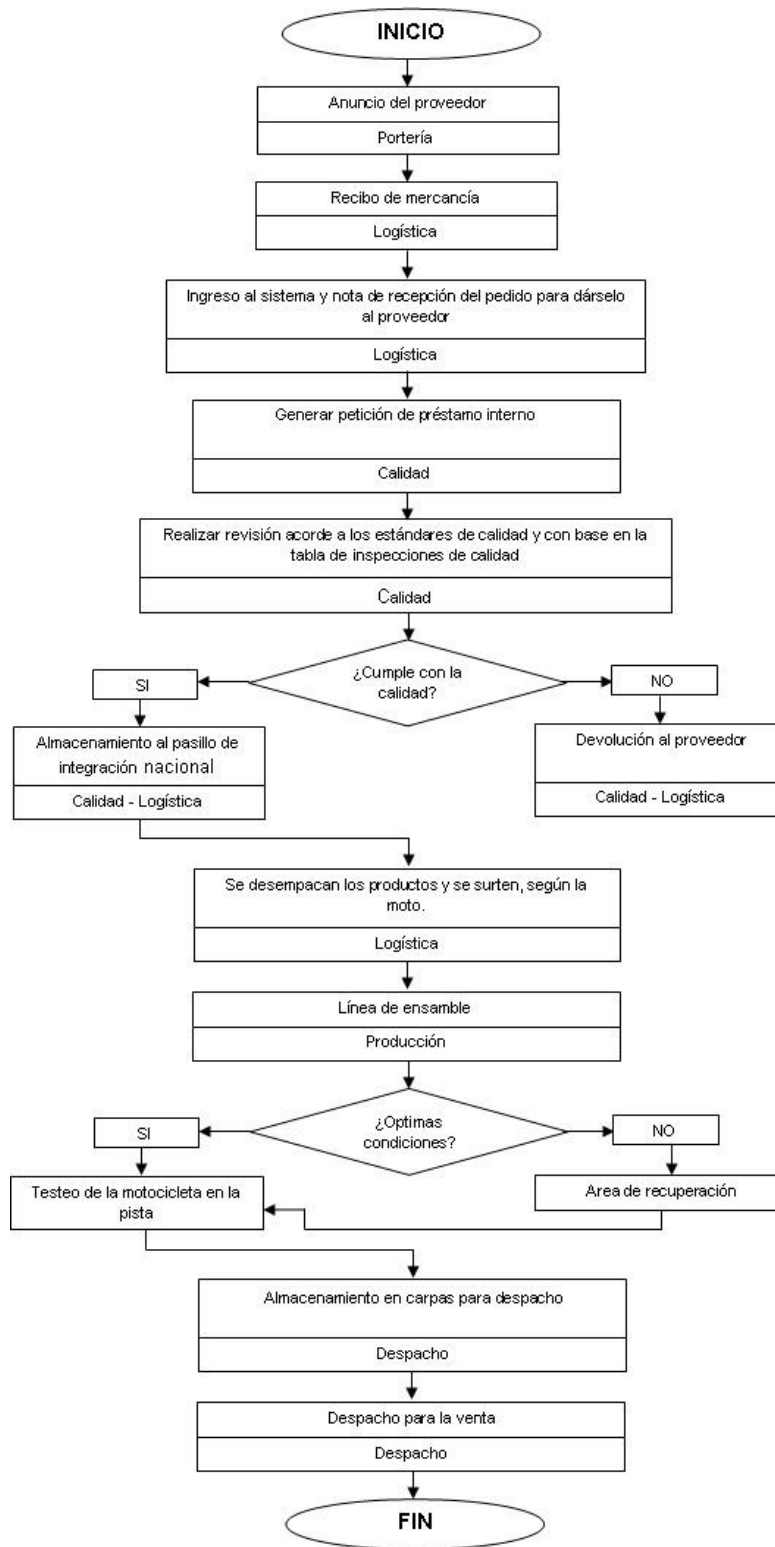 INICIO
Anuncio del proveedor
Portería
Recibo de mercancía
Logística
Ingreso al sistema y nota de recepción del pedido para dárselo
al proveedor
Logística
Generar petición de préstamo interno
Calidad
Realizar revisión acorde a los estándares de calidad y con base en la
tabla de inspecciones de calidad
Calidad
¿Cumple con la
calidad?
SI
NO
Almacenamiento al pasillo de
integración nacional
Calidad - Logística
Devolución al proveedor
Calidad - Logística
Se desempacan los productos y se surten, según la
moto.
Logística
Línea de ensamble
Producción
¿Optimas
condiciones?
SI
NO
Testeo de la motocicleta en la
pista
Area de recuperación
Almacenamiento en carpas para despacho
Despacho
Despacho para la venta
Despacho
FIN